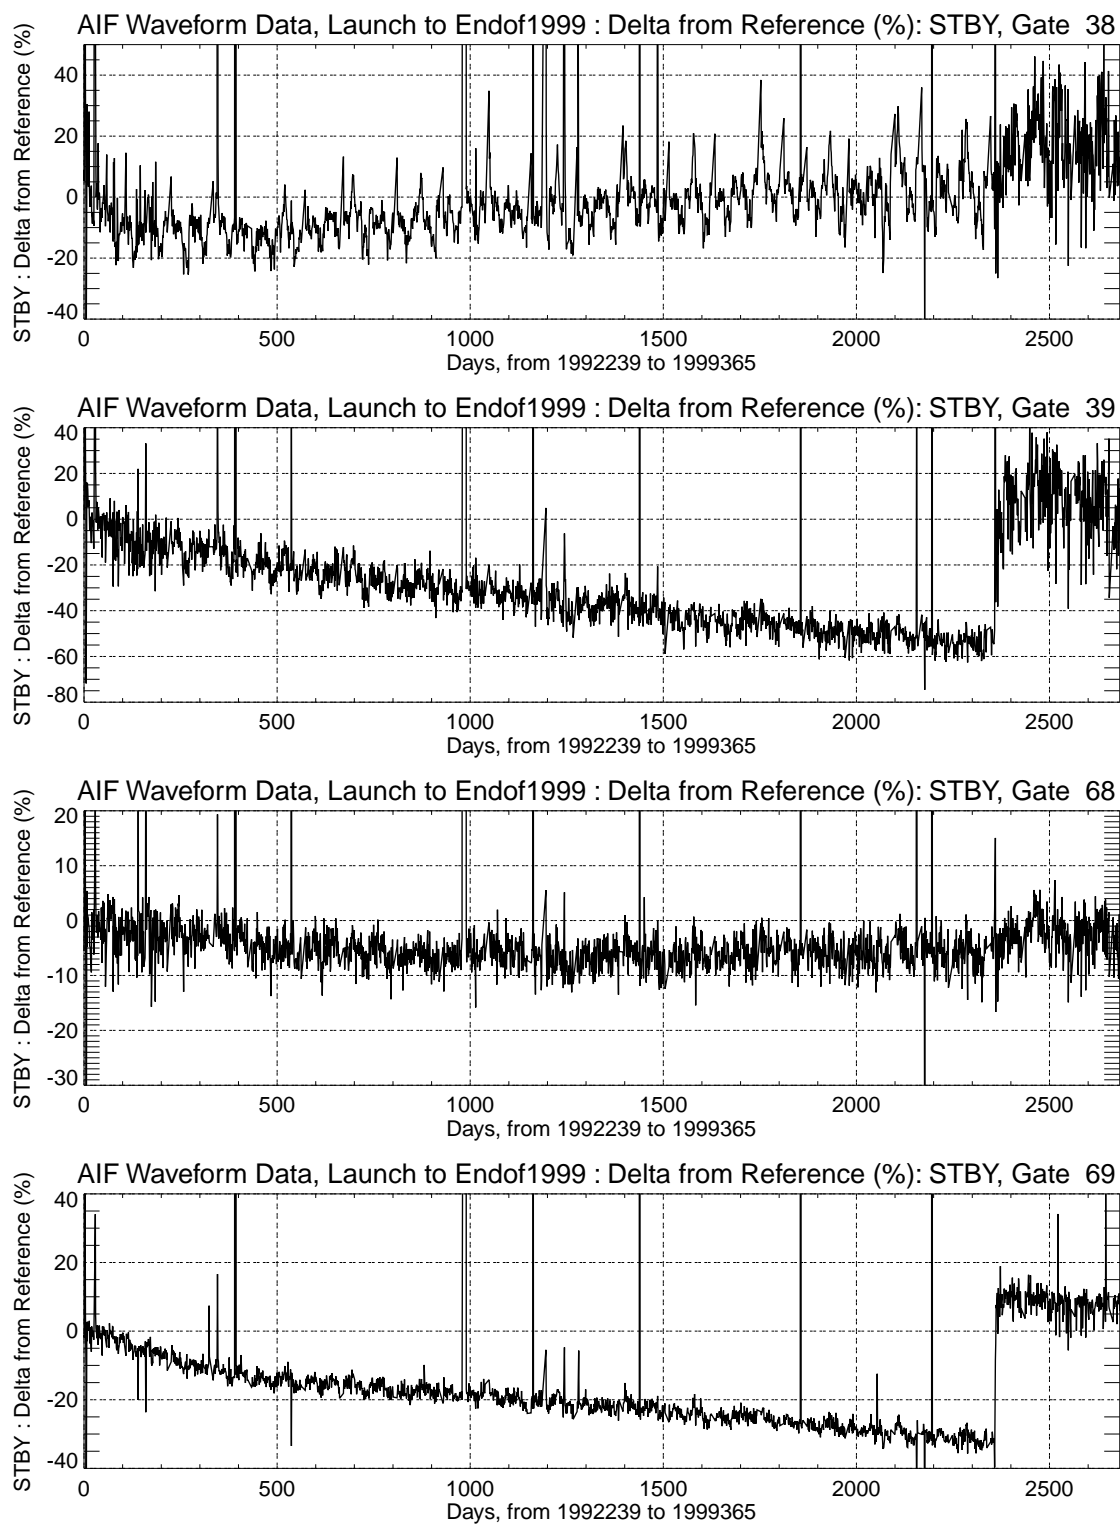 AIF Waveform Data, Launch to Endof1999 : Delta from Reference (%): STBY, Gate 38
STBY : Delta from Reference (%)
40
20
0
-20
-40
0 500 1000 1500 2000 2500
Days, from 1992239 to 1999365
AIF Waveform Data, Launch to Endof1999 : Delta from Reference (%): STBY, Gate 39
STBY : Delta from Reference (%)
40
20
0
-20
-40
-60
-80
0 500 1000 1500 2000 2500
Days, from 1992239 to 1999365
AIF Waveform Data, Launch to Endof1999 : Delta from Reference (%): STBY, Gate 68
STBY : Delta from Reference (%)
20
10
0
-10
-20
-30
0 500 1000 1500 2000 2500
Days, from 1992239 to 1999365
AIF Waveform Data, Launch to Endof1999 : Delta from Reference (%): STBY, Gate 69
STBY : Delta from Reference (%)
40
20
0
-20
-40
0 500 1000 1500 2000 2500
Days, from 1992239 to 1999365